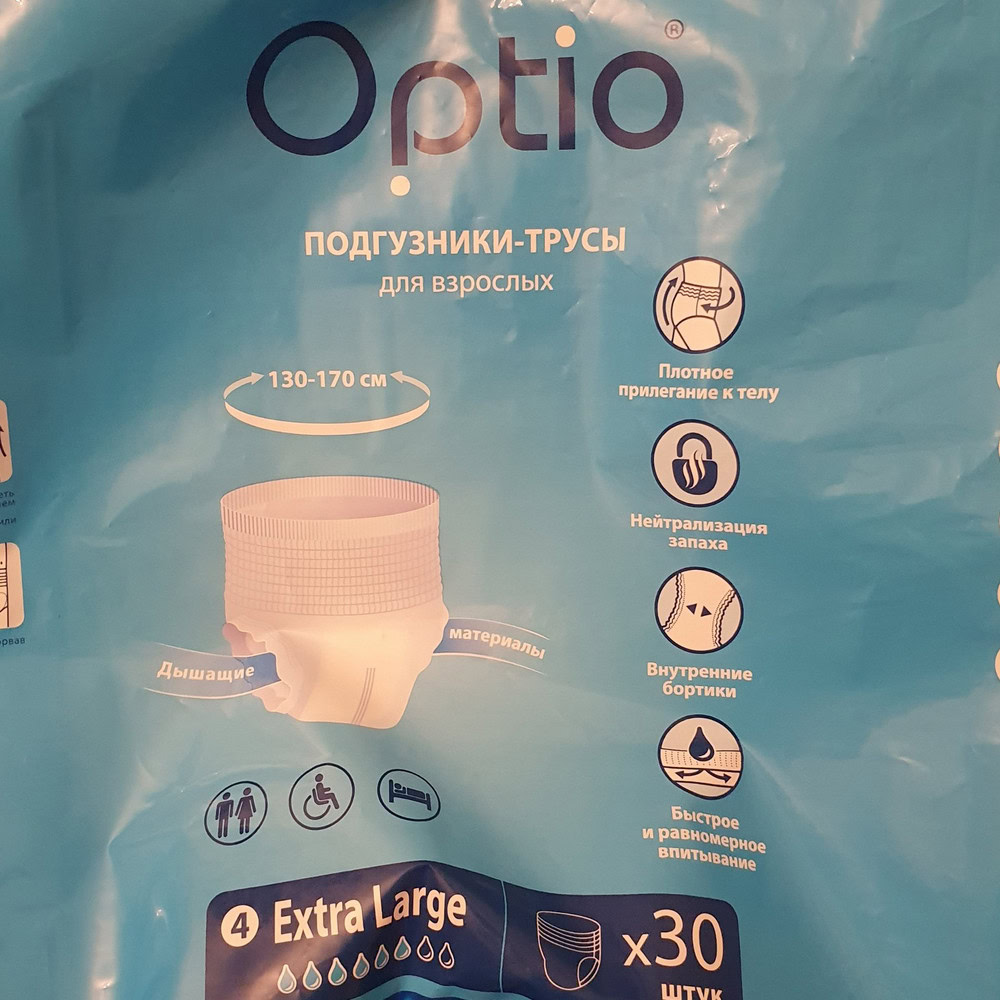 Optio®
ПОДГУЗНИКИ-ТРУСЫ
для взрослых
130-170 см
Плотное
прилегание к телу
Нейтрализация
запаха
Внутренние
бортики
Дышащие материалы
Быстрое
и равномерное
впитывание
4 Extra Large
x30
штук